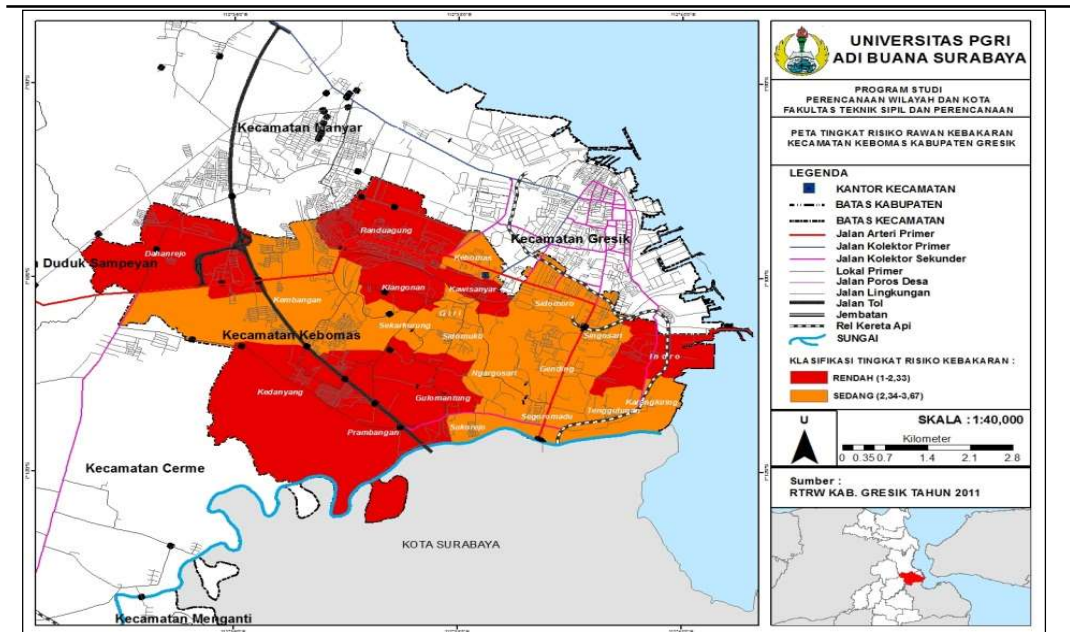 UNIVERSITAS PGRI
ADI BUANA SURABAYA
PROGRAM STUDI
PERENCANAAN WILAYAH DAN KOTA
FAKULTAS TEKNIK SIPIL DAN PERENCANAAN
PETA TINGKAT RISIKO RAWAN KEBAKARAN
KECAMATAN KEBOMAS KABUPATEN GRESIK
LEGENDA
KANTOR KECAMATAN
BATAS KABUPATEN
BATAS KECAMATAN
Jalan Arteri Primer
Jalan Kolektor Primer
Jalan Kolektor Sekunder
Lokal Primer
Jalan Poros Desa
Jalan Lingkungan
Jalan Tol
Jembatan
Rel Kereta Api
SUNGAI
KLASIFIKASI TINGKAT RISIKO KEBAKARAN :
RENDAH (1-2,33)
SEDANG (2,34-3,67)
U
SKALA : 1:40,000
Kilometer
0 0.35 0.7 1.4 2.1 2.8
Sumber :
RTRW KAB. GRESIK TAHUN 2011
Kecamatan Manyar
Randuagung
Kecamatan Gresik
Dahanrejo
n Duduk Sampeyan
Kebomas
Klangonan
Kawisanyar
Kembangan
Giri
Sidomoro
Sekarkurung
Kecamatan Kebomas
Sidomukti
Singosari
Indro
Ngargosari
Gending
Kedanyang
Gulomantung
Karangkiring
Tenggulunan
Segoromadu
Prambangan
Sukorejo
Kecamatan Cerme
KOTA SURABAYA
Kecamatan Menganti